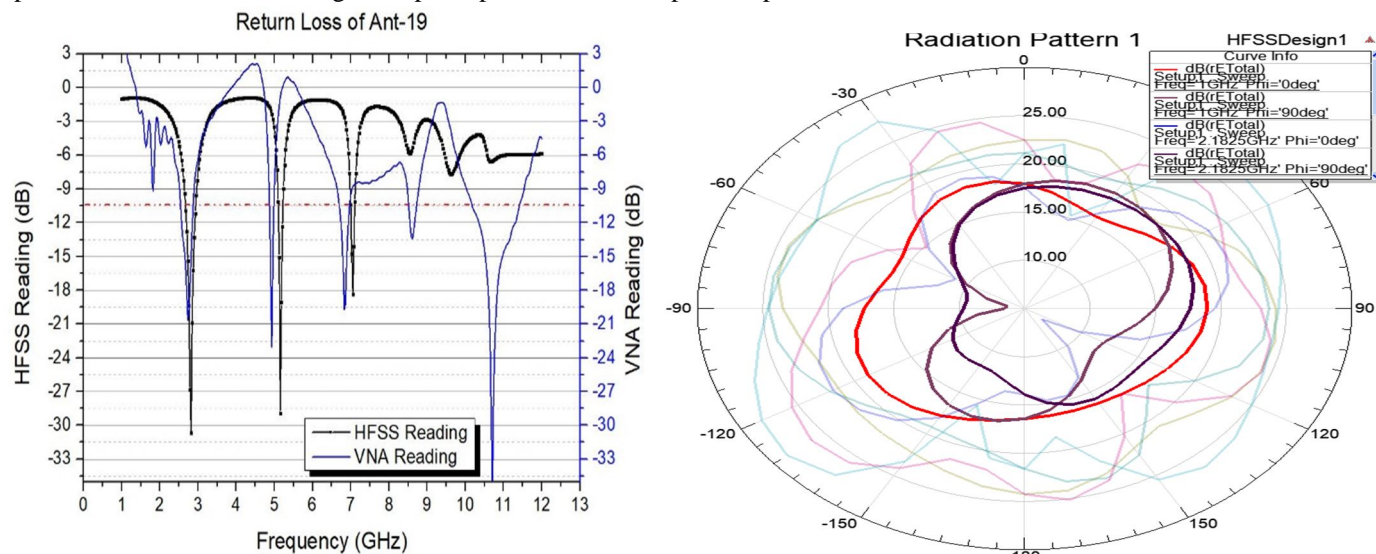 Return Loss of Ant-19
3
0
-3
-6
-9
-12
-15
-18
-21
-24
-27
-30
-33
HFSS Reading (dB)
HFSS Reading
VNA Reading
3
0
-3
-6
-9
-12
-15
-18
-21
-24
-27
-30
-33
VNA Reading (dB)
0 1 2 3 4 5 6 7 8 9 10 11 12 13
Frequency (GHz)
Radiation Pattern 1
HFSSDesign1
Curve Info
dB(rETotal)
Setup1 : Sweep
Freq='1GHz' Phi='0deg'
dB(rETotal)
Setup1 : Sweep
Freq='1GHz' Phi='90deg'
dB(rETotal)
Setup1 : Sweep
Freq='2.1825GHz' Phi='0deg'
dB(rETotal)
Setup1 : Sweep
Freq='2.1825GHz' Phi='90deg'
0
-30
25.00
-60
20.00
60
15.00
10.00
-90
90
-120
120
-150
150